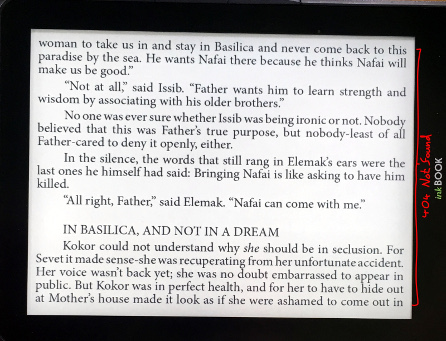 woman to take us in and stay in Basilica and never come back to this
paradise by the sea. He wants Nafai there because he thinks Nafai will
make us be good.”
“Not at all,” said Issib. “Father wants him to learn strength and
wisdom by associating with his older brothers.”
No one was ever sure whether Issib was being ironic or not. Nobody
believed that this was Father's true purpose, but nobody-least of all
Father-cared to deny it openly, either.
In the silence, the words that still rang in Elemak's ears were the
last ones he himself had said: Bringing Nafai is like asking to have him
killed.
“All right, Father,” said Elemak. “Nafai can come with me.”
IN BASILICA, AND NOT IN A DREAM
Kokor could not understand why she should be in seclusion. For
Sevet it made sense-she was recuperating from her unfortunate accident.
Her voice wasn't back yet; she was no doubt embarrassed to appear in
public. But Kokor was in perfect health, and for her to have to hide out
at Mother's house made it look as if she were ashamed to come out in
404 Not Found
inkBOOK